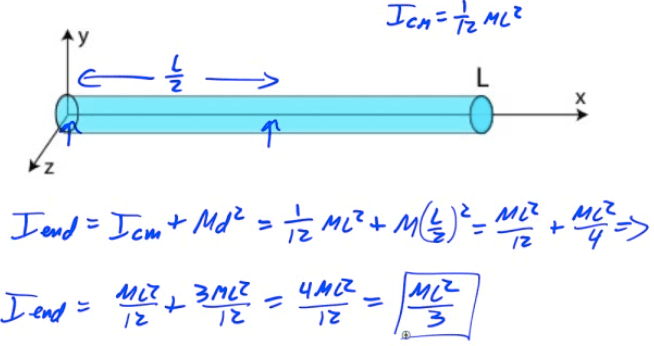 I_CM = 1/12 ML²
y
L/2
L
x
z
I_end = I_cm + Md² = 1/12 ML² + M(L/2)² = ML²/12 + ML²/4 =>
I_end = ML²/12 + 3ML²/12 = 4ML²/12 = ML²/3